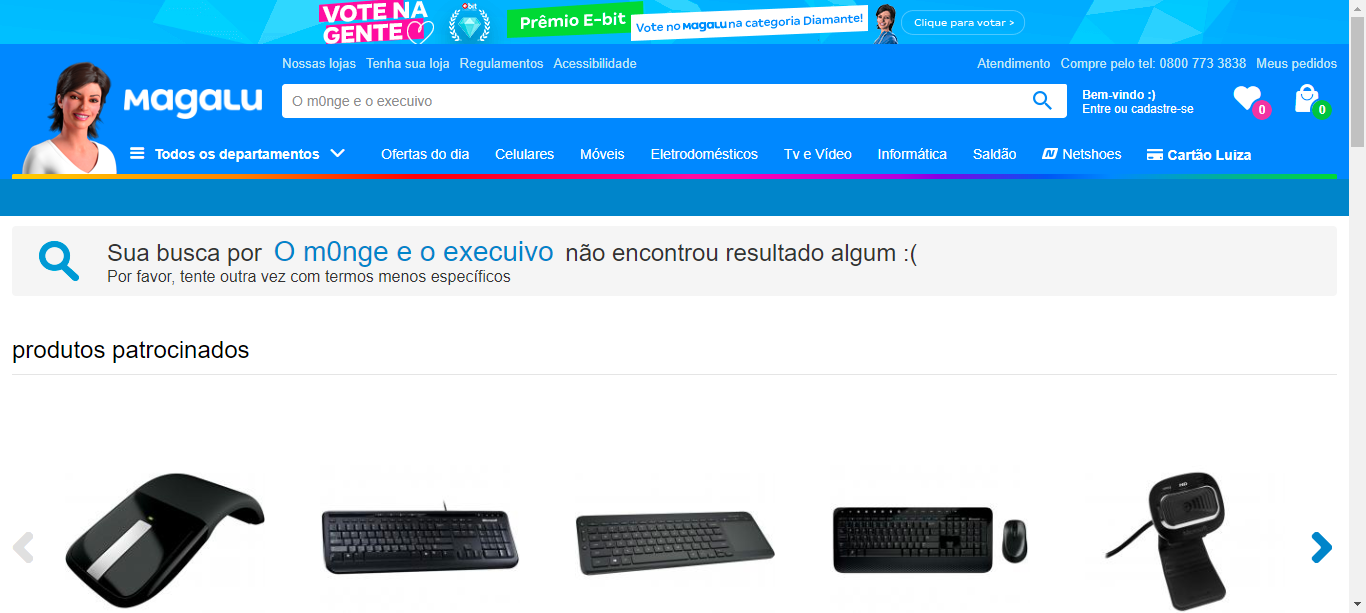 VOTE NA
GENTE
Prêmio E-bit
Vote no Magalu na categoria Diamante!
Clique para votar >
Nossas lojas Tenha sua loja Regulamentos Acessibilidade
Atendimento Compre pelo tel: 0800 773 3838 Meus pedidos
MAGALU
O m0nge e o execuivo
Bem-vindo :)
Entre ou cadastre-se
0
0
Todos os departamentos
Ofertas do dia Celulares Móveis Eletrodomésticos Tv e Vídeo Informática Saldão N Netshoes Cartão Luiza
Sua busca por O m0nge e o execuivo não encontrou resultado algum :(
Por favor, tente outra vez com termos menos específicos
produtos patrocinados